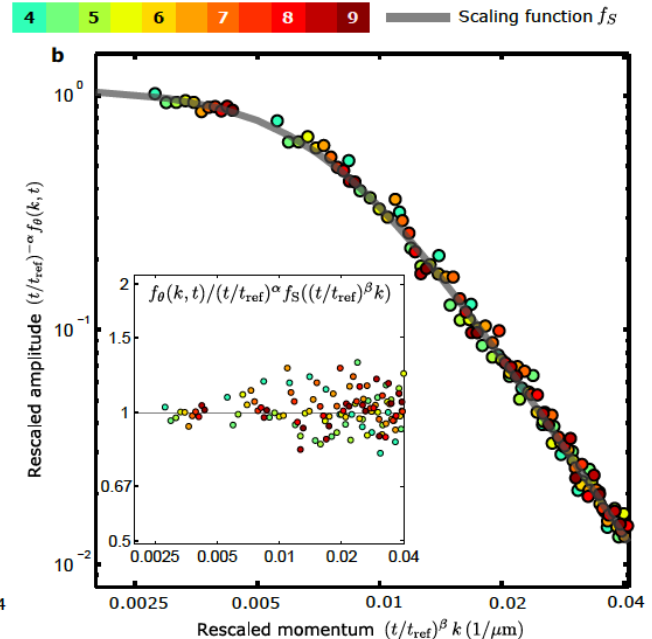 4 5 6 7 8 9 Scaling function f_S
b
10^0
10^{-1}
10^{-2}
Rescaled amplitude (t/t_ref)^{-α} f_θ(k, t)
f_θ(k, t)/(t/t_ref)^α f_S((t/t_ref)^β k)
2
1.5
1
0.67
0.5
0.0025 0.005 0.01 0.02 0.04
4 0.0025 0.005 0.01 0.02 0.04
Rescaled momentum (t/t_ref)^β k (1/μm)